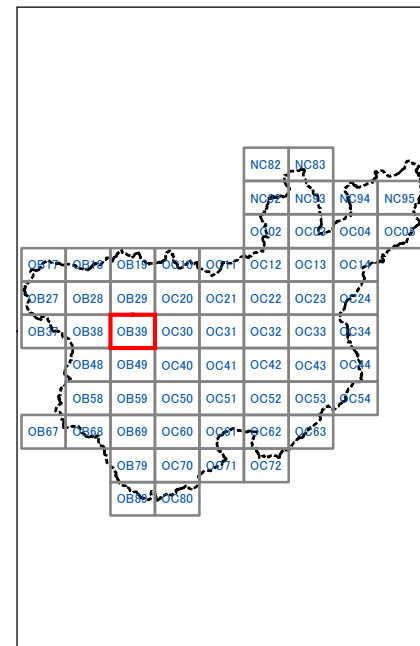 NC82 NC83
NC92 NC93 NC94 NC95
OC02 OC03 OC04 OC05
OB17 OB18 OB19 OC10 OC11 OC12 OC13 OC14
OB27 OB28 OB29 OC20 OC21 OC22 OC23 OC24
OB37 OB38 OB39 OC30 OC31 OC32 OC33 OC34
OB48 OB49 OC40 OC41 OC42 OC43 OC44
OB58 OB59 OC50 OC51 OC52 OC53 OC54
OB67 OB68 OB69 OC60 OC61 OC62 OC63
OB79 OC70 OC71 OC72
OB89 OC80